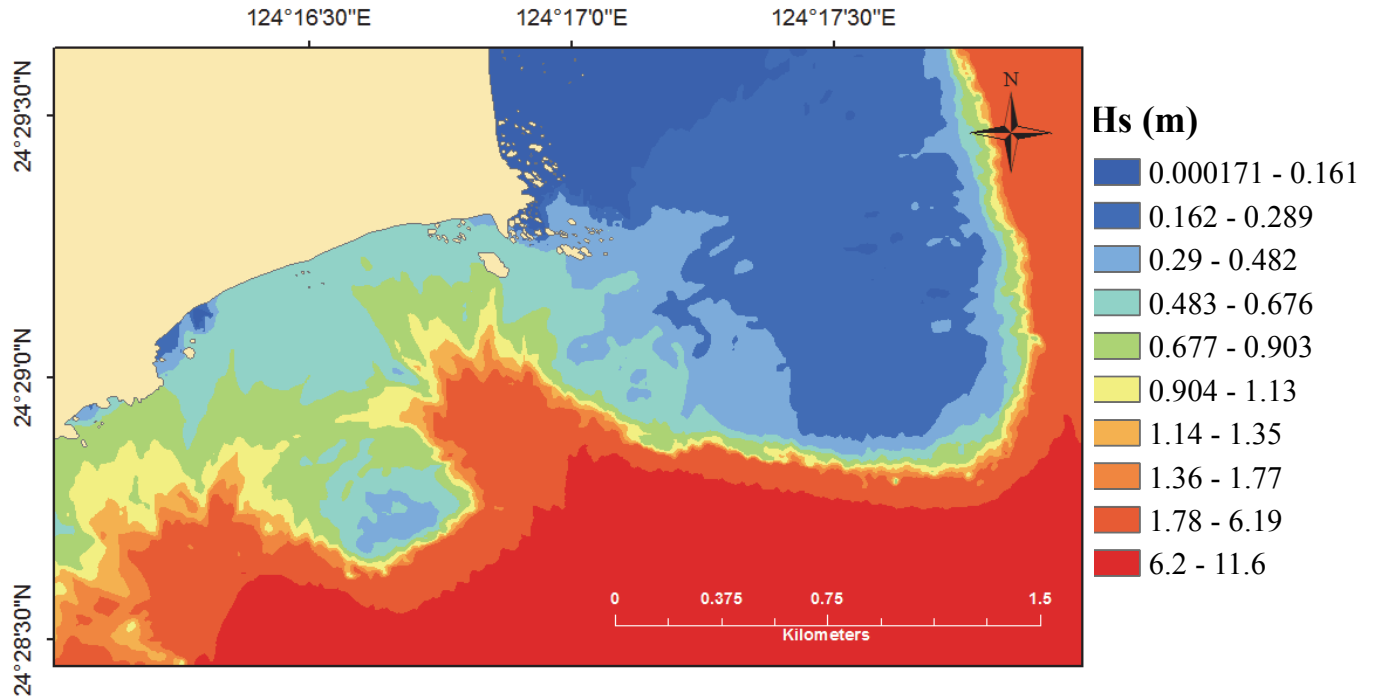 124°16'30"E
124°17'0"E
124°17'30"E
24°29'30"N
24°29'0"N
24°28'30"N
N
Hs (m)
0.000171 - 0.161
0.162 - 0.289
0.29 - 0.482
0.483 - 0.676
0.677 - 0.903
0.904 - 1.13
1.14 - 1.35
1.36 - 1.77
1.78 - 6.19
6.2 - 11.6
0 0.375 0.75 1.5
Kilometers